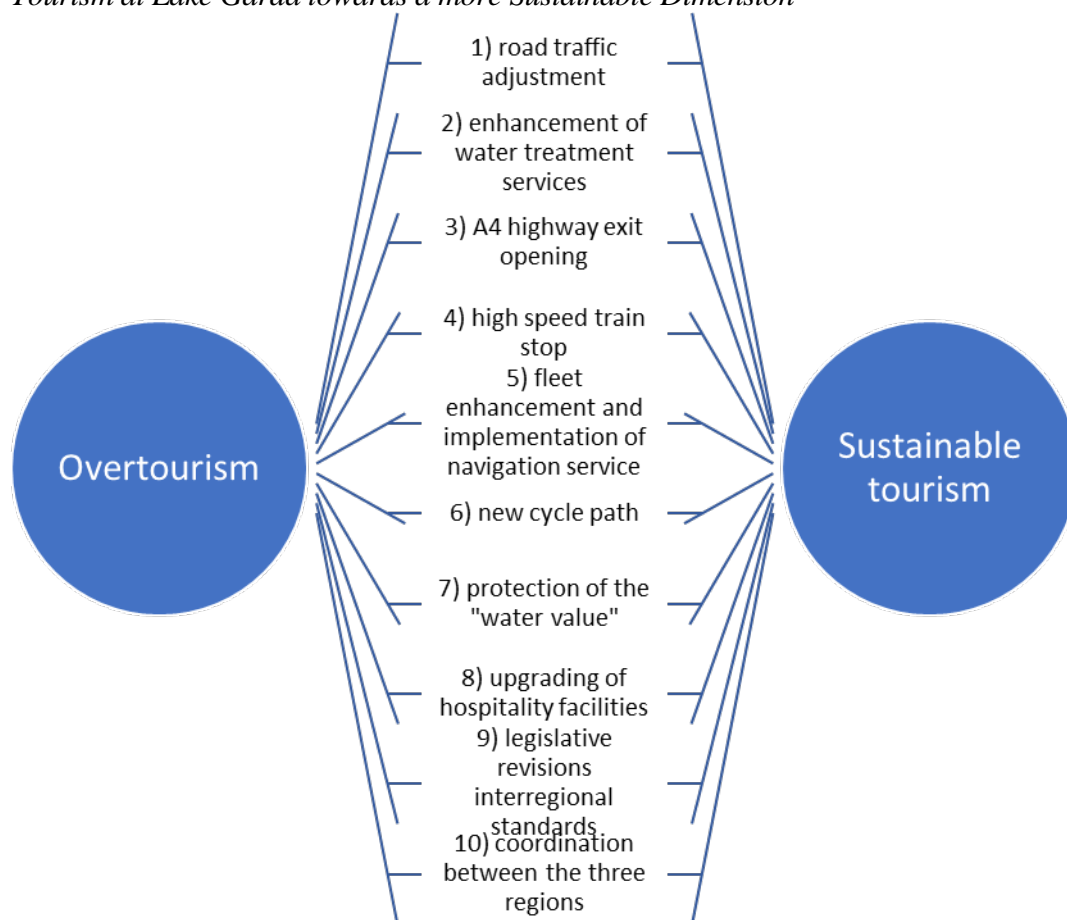 Tourism at Lake Garda towards a more Sustainable Dimension
1) road traffic
adjustment
2) enhancement of
water treatment
services
3) A4 highway exit
opening
4) high speed train
stop
5) fleet
enhancement and
implementation of
navigation service
6) new cycle path
7) protection of the
"water value"
8) upgrading of
hospitality facilities
9) legislative
revisions
interregional
standards
10) coordination
between the three
regions
Overtourism
Sustainable
tourism